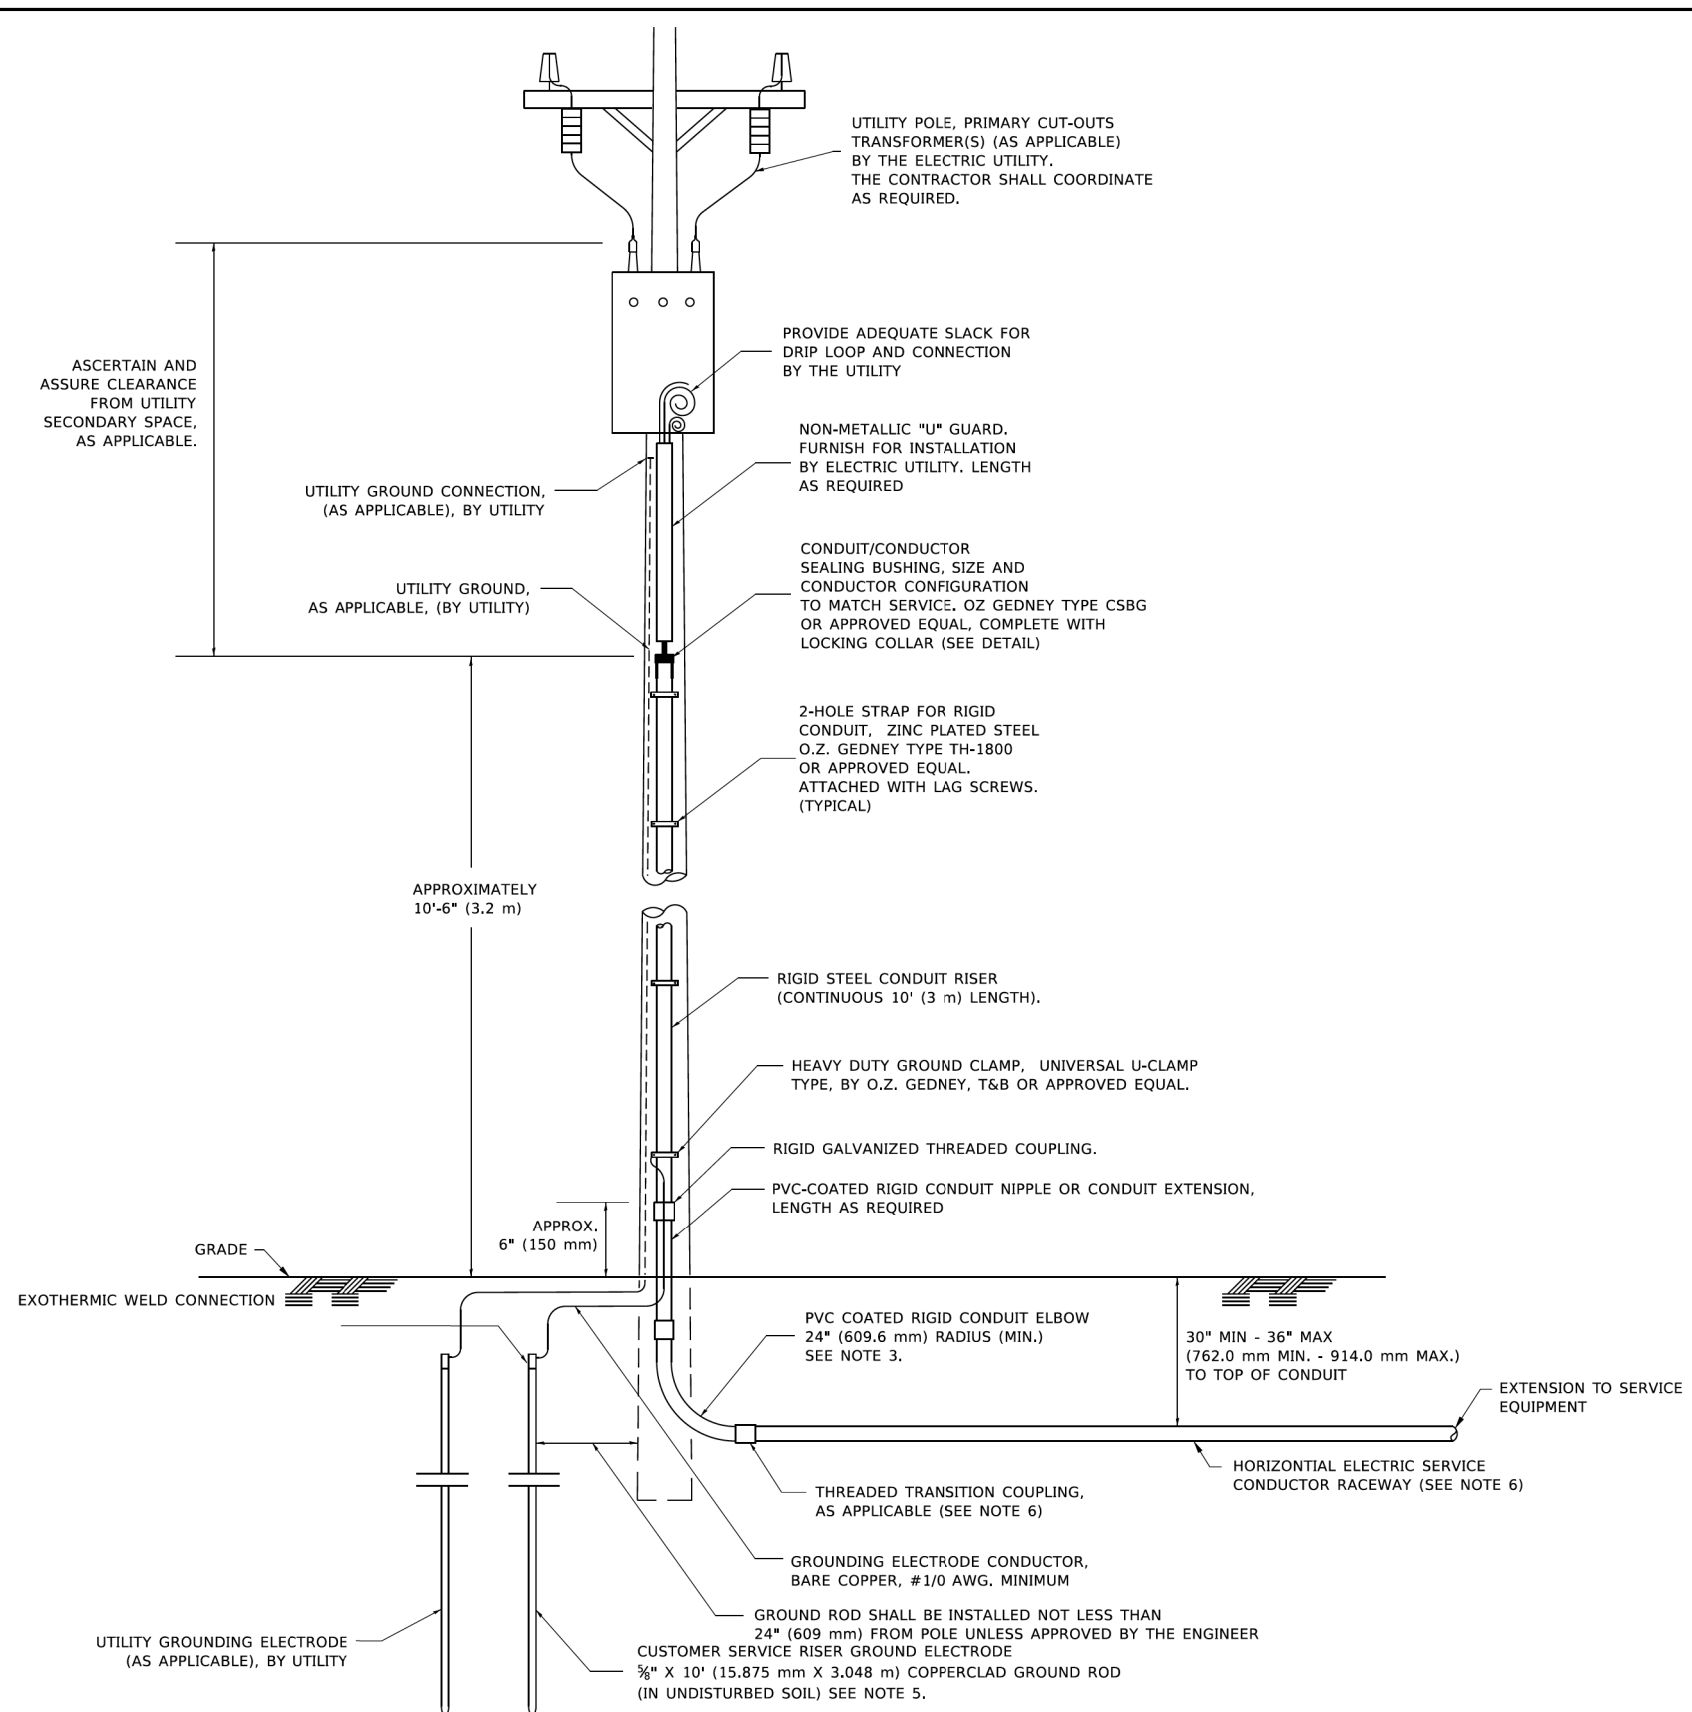 UTILITY POLE, PRIMARY CUT-OUTS
TRANSFORMER(S) (AS APPLICABLE)
BY THE ELECTRIC UTILITY.
THE CONTRACTOR SHALL COORDINATE
AS REQUIRED.
PROVIDE ADEQUATE SLACK FOR
DRIP LOOP AND CONNECTION
BY THE UTILITY
ASCERTAIN AND
ASSURE CLEARANCE
FROM UTILITY
SECONDARY SPACE,
AS APPLICABLE.
NON-METALLIC "U" GUARD.
FURNISH FOR INSTALLATION
BY ELECTRIC UTILITY. LENGTH
AS REQUIRED
UTILITY GROUND CONNECTION,
(AS APPLICABLE), BY UTILITY
CONDUIT/CONDUCTOR
SEALING BUSHING, SIZE AND
CONDUCTOR CONFIGURATION
TO MATCH SERVICE. OZ GEDNEY TYPE CSBG
OR APPROVED EQUAL, COMPLETE WITH
LOCKING COLLAR (SEE DETAIL)
UTILITY GROUND,
AS APPLICABLE, (BY UTILITY)
2-HOLE STRAP FOR RIGID
CONDUIT, ZINC PLATED STEEL
O.Z. GEDNEY TYPE TH-1800
OR APPROVED EQUAL.
ATTACHED WITH LAG SCREWS.
(TYPICAL)
APPROXIMATELY
10'-6" (3.2 m)
RIGID STEEL CONDUIT RISER
(CONTINUOUS 10' (3 m) LENGTH).
HEAVY DUTY GROUND CLAMP, UNIVERSAL U-CLAMP
TYPE, BY O.Z. GEDNEY, T&B OR APPROVED EQUAL.
RIGID GALVANIZED THREADED COUPLING.
PVC-COATED RIGID CONDUIT NIPPLE OR CONDUIT EXTENSION,
LENGTH AS REQUIRED
APPROX.
6" (150 mm)
GRADE
EXOTHERMIC WELD CONNECTION
PVC COATED RIGID CONDUIT ELBOW
24" (609.6 mm) RADIUS (MIN.)
SEE NOTE 3.
30" MIN - 36" MAX
(762.0 mm MIN. - 914.0 mm MAX.)
TO TOP OF CONDUIT
EXTENSION TO SERVICE
EQUIPMENT
HORIZONTIAL ELECTRIC SERVICE
CONDUCTOR RACEWAY (SEE NOTE 6)
THREADED TRANSITION COUPLING,
AS APPLICABLE (SEE NOTE 6)
GROUNDING ELECTRODE CONDUCTOR,
BARE COPPER, #1/0 AWG. MINIMUM
GROUND ROD SHALL BE INSTALLED NOT LESS THAN
24" (609 mm) FROM POLE UNLESS APPROVED BY THE ENGINEER
UTILITY GROUNDING ELECTRODE
(AS APPLICABLE), BY UTILITY
CUSTOMER SERVICE RISER GROUND ELECTRODE
⅝" X 10' (15.875 mm X 3.048 m) COPPERCLAD GROUND ROD
(IN UNDISTURBED SOIL) SEE NOTE 5.